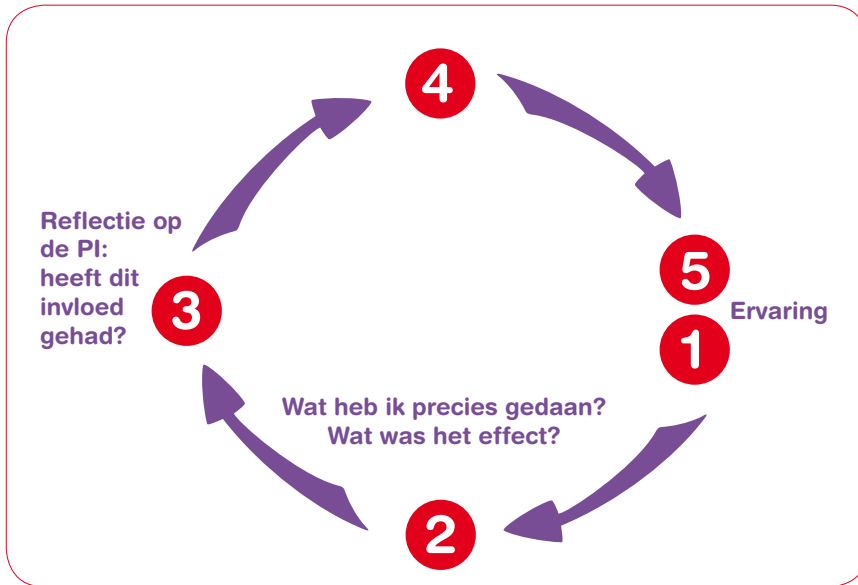 4
Reflectie op
de PI:
heeft dit
invloed
gehad?
3
5
Ervaring
1
Wat heb ik precies gedaan?
Wat was het effect?
2